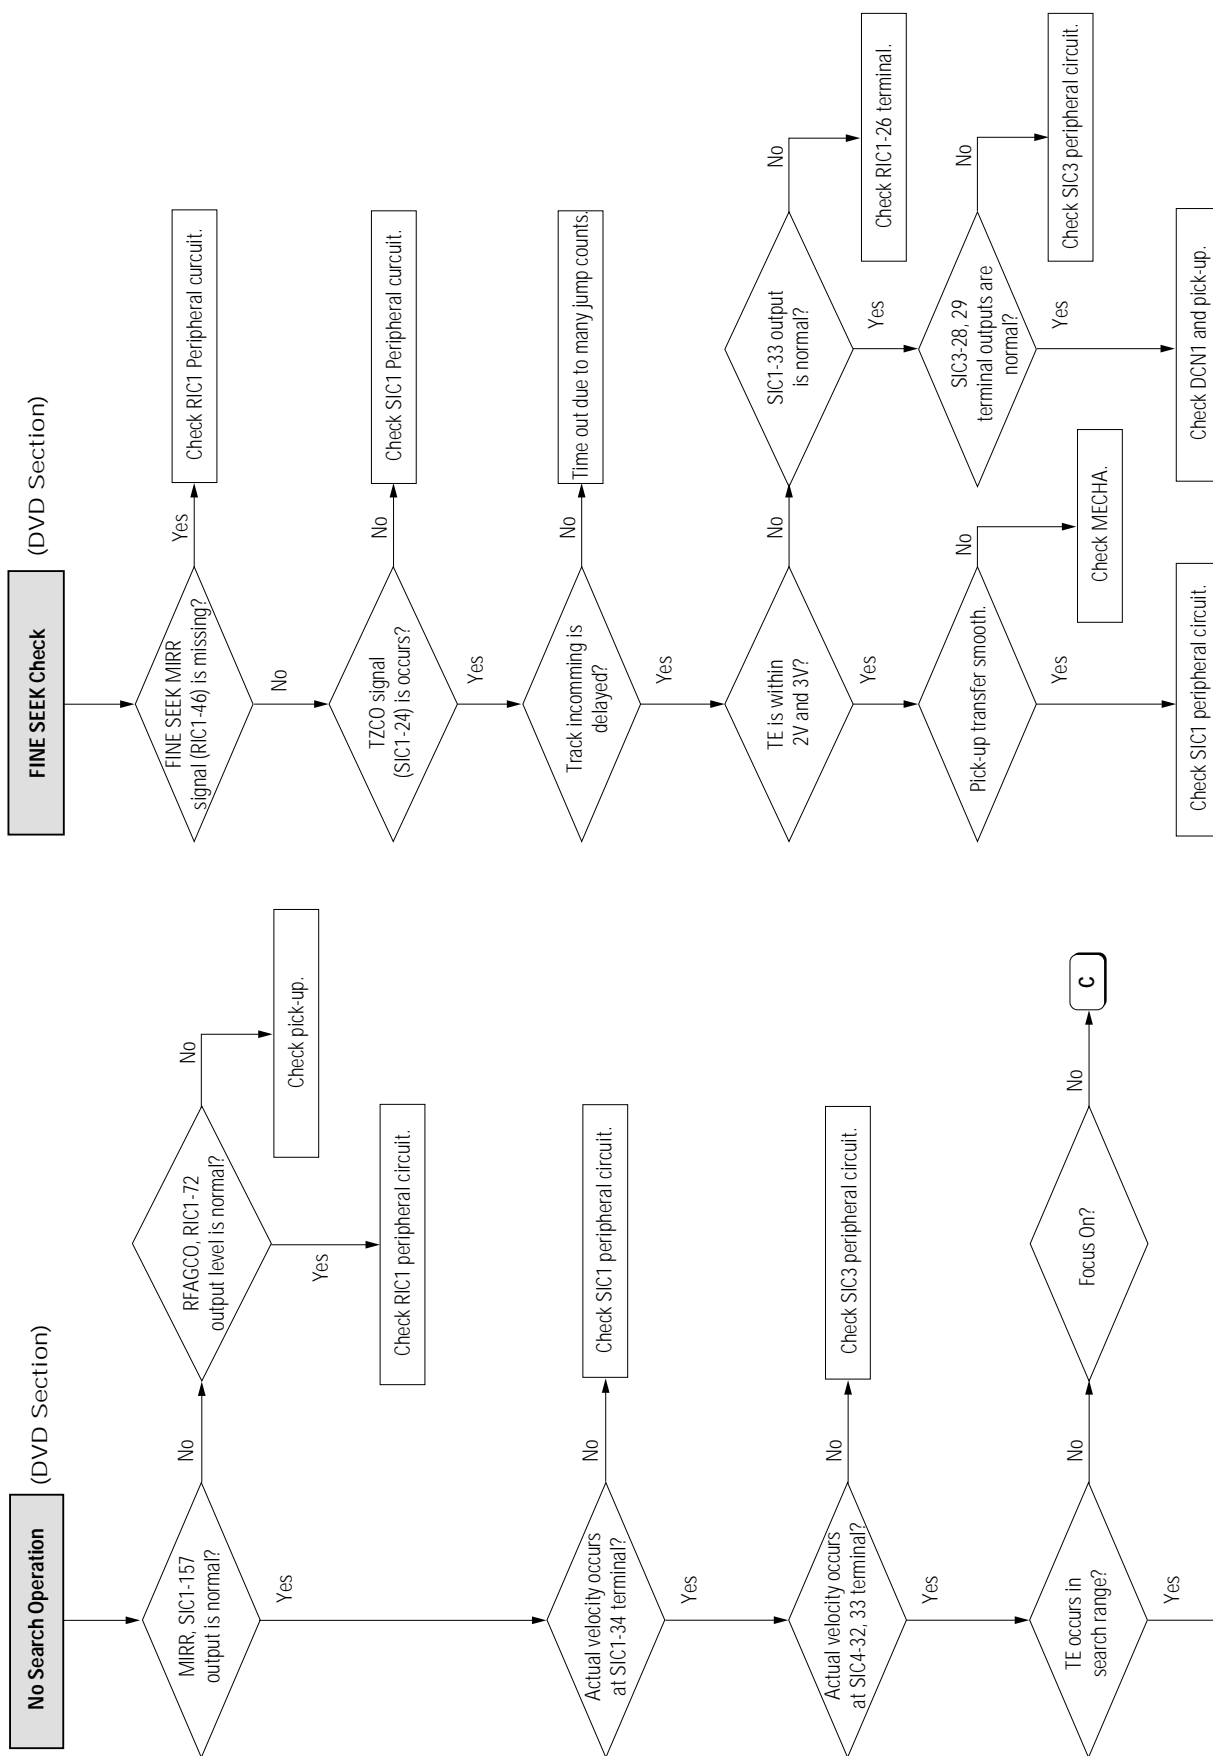 No Search Operation
(DVD Section)
MIRR, SIC1-157
output is normal?
No
RFAGCO, RIC1-72
output level is normal?
No
Check pick-up.
Yes
Check RIC1 peripheral circuit.
Yes
Actual velocity occurs
at SIC1-34 terminal?
No
Check SIC1 peripheral circuit.
Yes
Actual velocity occurs
at SIC4-32, 33 terminal?
No
Check SIC3 peripheral circuit.
Yes
TE occurs in
search range?
No
Focus On?
No
C
Yes
FINE SEEK Check
(DVD Section)
FINE SEEK MIRR
signal (RIC1-46) is missing?
Yes
Check RIC1 Peripheral curcuit.
No
TZCO signal
(SIC1-24) is occurs?
No
Check SIC1 Peripheral curcuit.
Yes
Track incomming is
delayed?
No
Time out due to many jump counts.
Yes
TE is within
2V and 3V?
No
SIC1-33 output
is normal?
No
Check RIC1-26 terminal.
Yes
SIC3-28, 29
terminal outputs are
normal?
No
Check SIC3 peripheral circuit.
Yes
Check DCN1 and pick-up.
Yes
Pick-up transfer smooth.
No
Check MECHA.
Yes
Check SIC1 peripheral circuit.